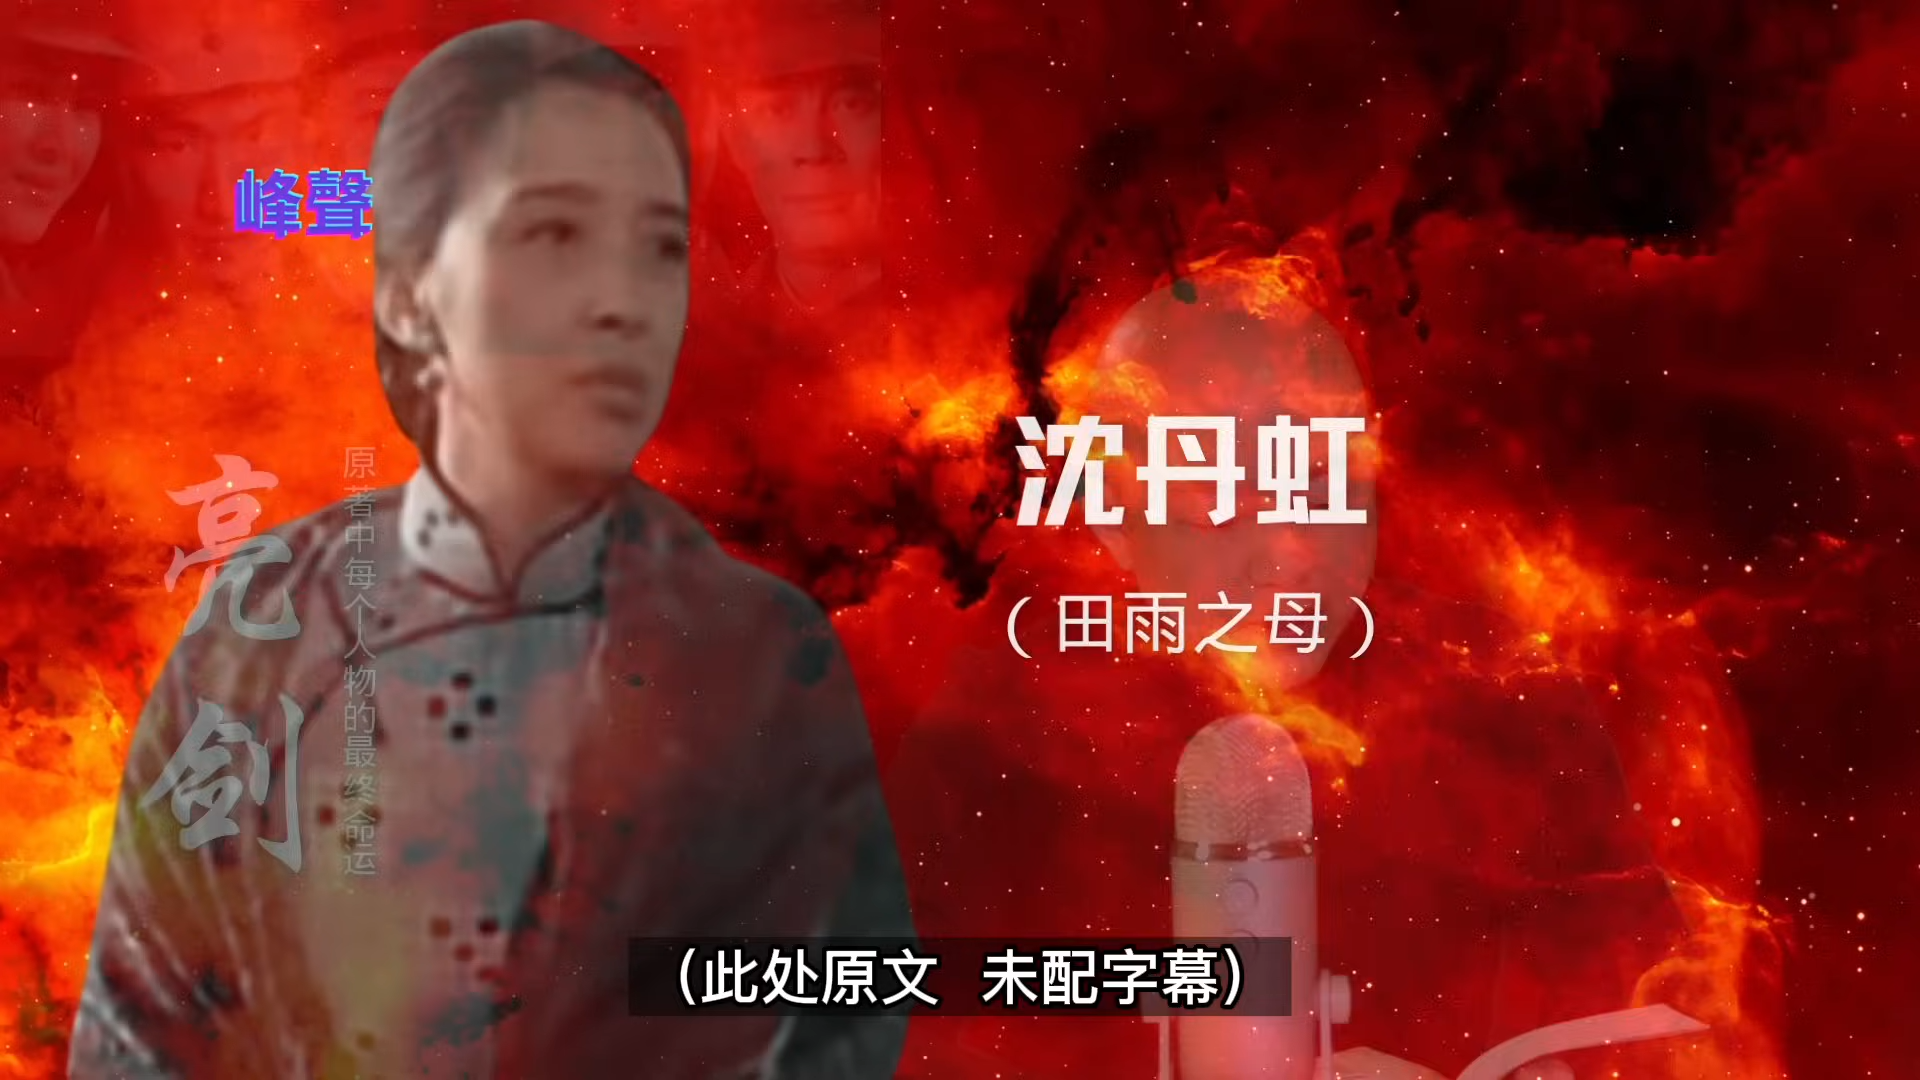 峰聲
亮剑
原著中每个人物的最终命运
沈丹虹
（田雨之母）
（此处原文 未配字幕）